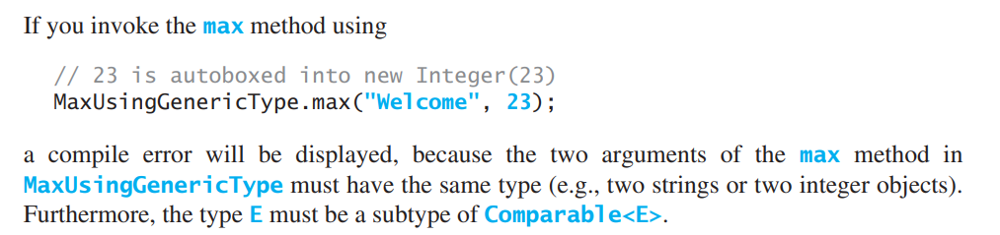 If you invoke the max method using
// 23 is autoboxed into new Integer(23)
MaxUsingGenericType.max("Welcome", 23);
a compile error will be displayed, because the two arguments of the max method in
MaxUsingGenericType must have the same type (e.g., two strings or two integer objects).
Furthermore, the type E must be a subtype of Comparable<E>.